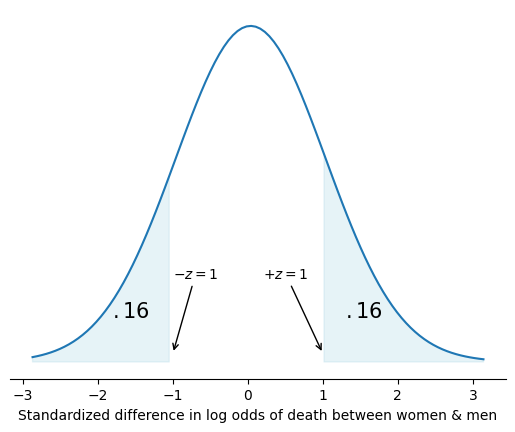 −z = 1
+z = 1
.16
.16
−3 −2 −1 0 1 2 3
Standardized difference in log odds of death between women & men